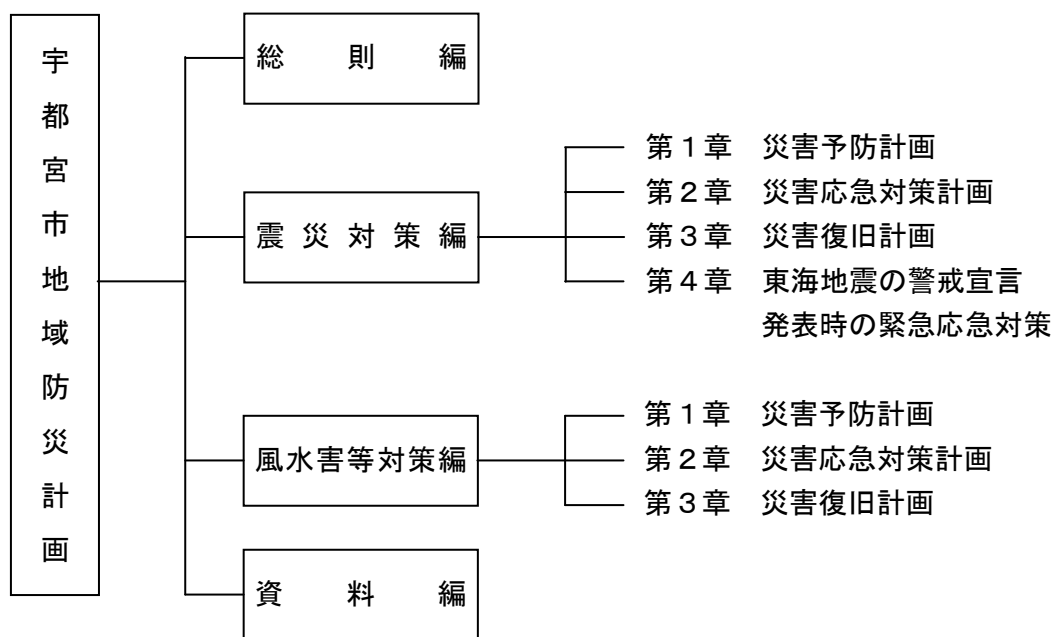 宇都宮市地域防災計画
総則編
震災対策編
第1章 災害予防計画
第2章 災害応急対策計画
第3章 災害復旧計画
第4章 東海地震の警戒宣言
発表時の緊急応急対策
風水害等対策編
第1章 災害予防計画
第2章 災害応急対策計画
第3章 災害復旧計画
資料編